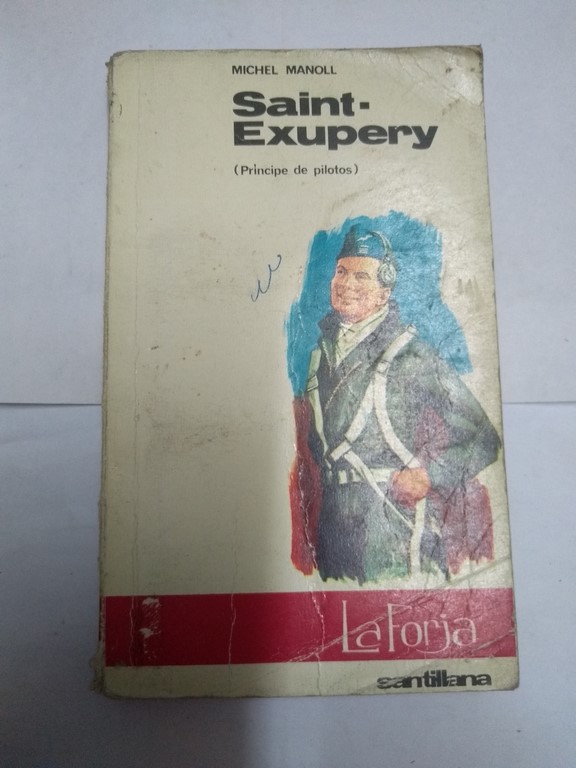 MICHEL MANOLL
Saint-
Exupery
(Principe de pilotos)
La Forja
santillana